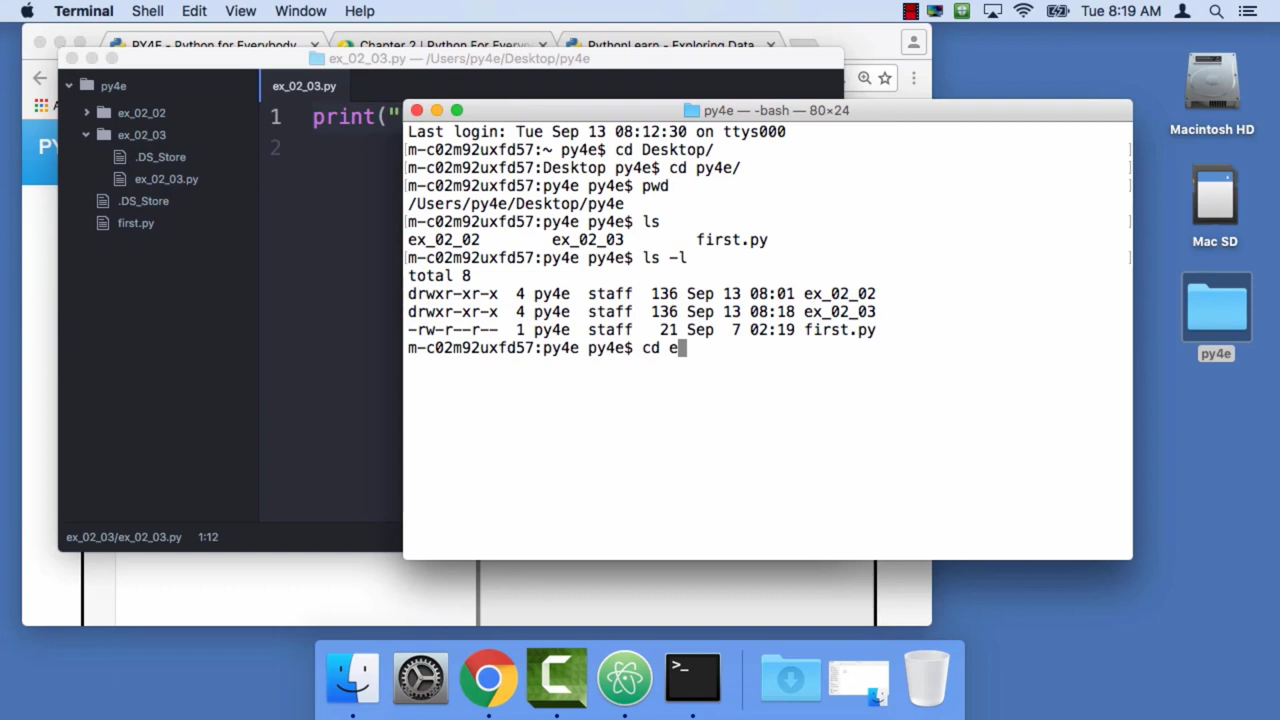 Terminal Shell Edit View Window Help Tue 8:19 AM
PY4E - Python for Everybody Chapter 2 | Python For Every PythonLearn - Exploring Data
ex_02_03.py — /Users/py4e/Desktop/py4e
py4e
ex_02_03.py
ex_02_02
ex_02_03
.DS_Store
ex_02_03.py
.DS_Store
first.py
1 print("
2
ex_02_03/ex_02_03.py 1:12
PY
py4e — -bash — 80×24
Last login: Tue Sep 13 08:12:30 on ttys000
[m-c02m92uxfd57:~ py4e$ cd Desktop/ ]
[m-c02m92uxfd57:Desktop py4e$ cd py4e/ ]
[m-c02m92uxfd57:py4e py4e$ pwd ]
/Users/py4e/Desktop/py4e
[m-c02m92uxfd57:py4e py4e$ ls ]
ex_02_02 ex_02_03 first.py
[m-c02m92uxfd57:py4e py4e$ ls -l ]
total 8
drwxr-xr-x 4 py4e staff 136 Sep 13 08:01 ex_02_02
drwxr-xr-x 4 py4e staff 136 Sep 13 08:18 ex_02_03
-rw-r--r-- 1 py4e staff 21 Sep 7 02:19 first.py
m-c02m92uxfd57:py4e py4e$ cd e
Macintosh HD
Mac SD
py4e
>_